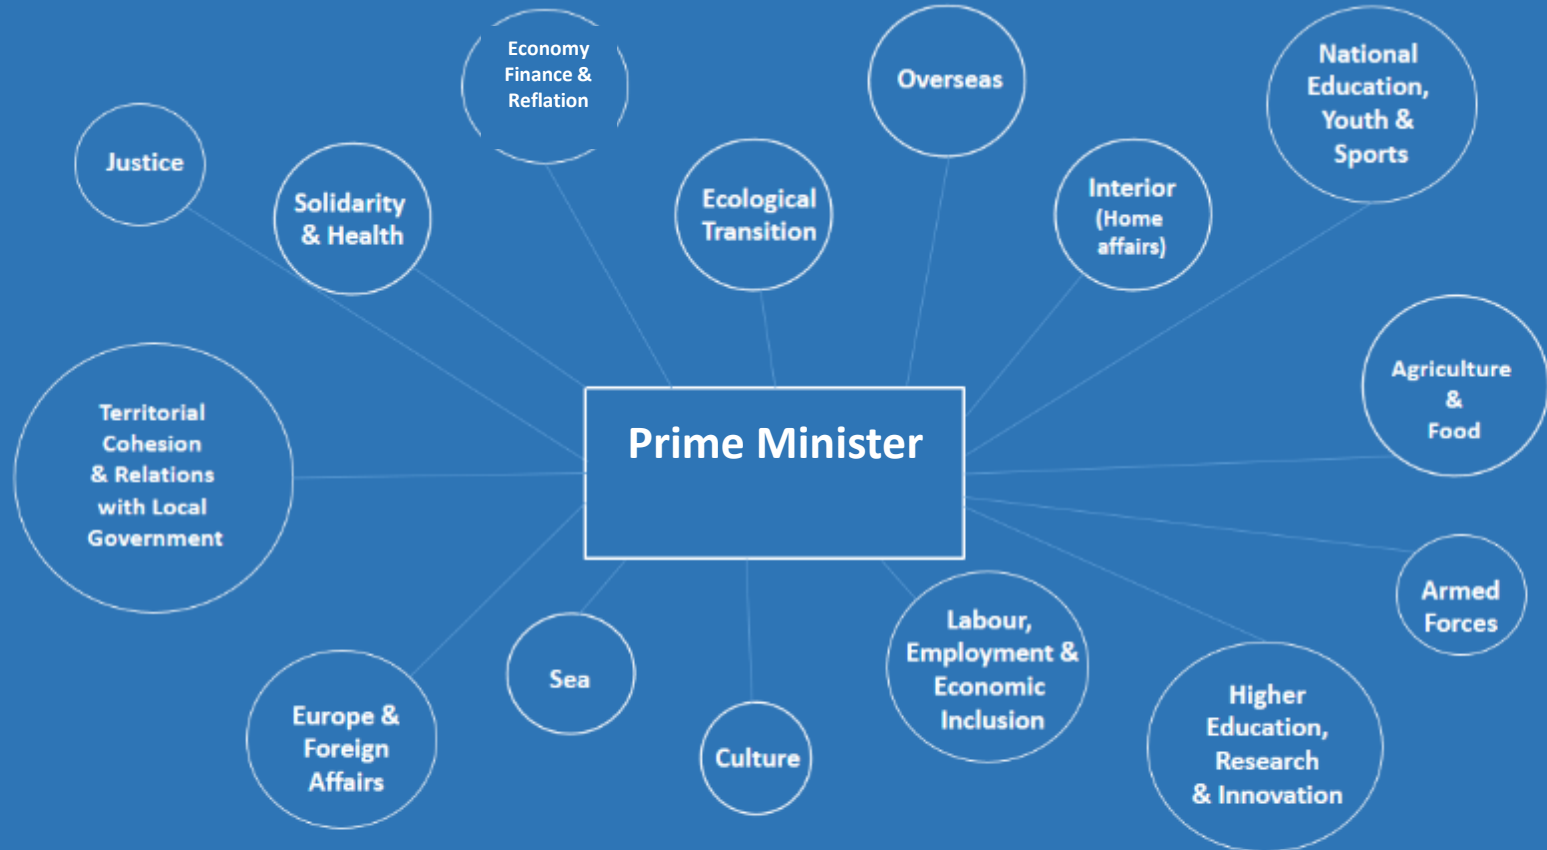 Economy
Finance &
Reflation
Overseas
National
Education,
Youth &
Sports
Justice
Solidarity
& Health
Ecological
Transition
Interior
(Home
affairs)
Agriculture
&
Food
Territorial
Cohesion
& Relations
with Local
Government
Prime Minister
Armed
Forces
Labour,
Employment &
Economic
Inclusion
Sea
Europe &
Foreign
Affairs
Culture
Higher
Education,
Research
& Innovation